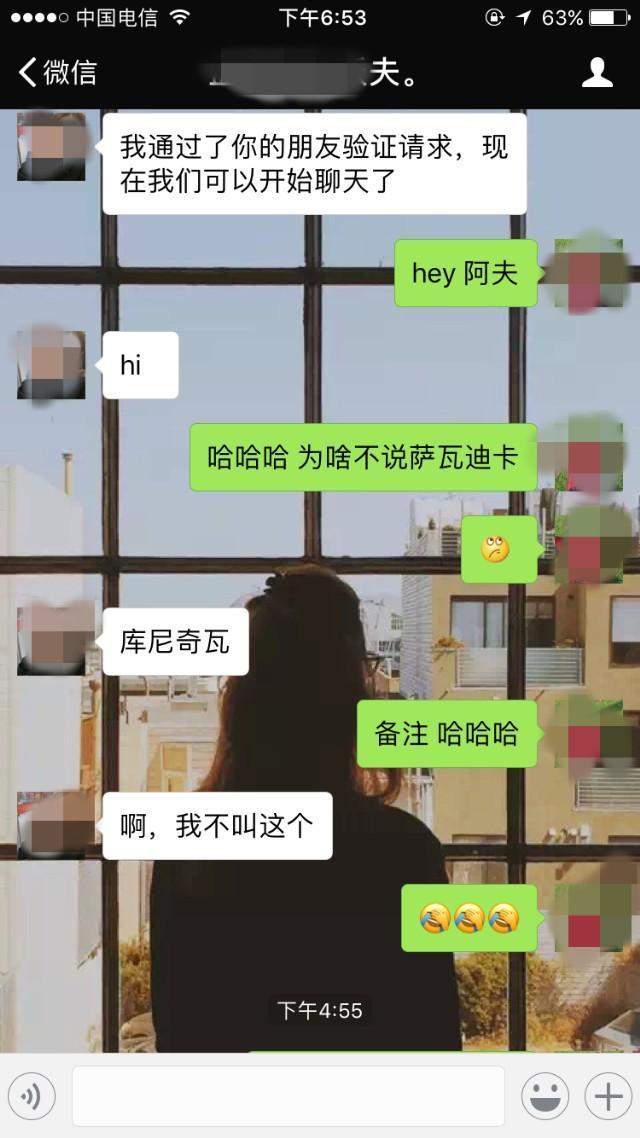 中国电信
下午6:53
63%
微信
夫。
我通过了你的朋友验证请求，现
在我们可以开始聊天了
hey 阿夫
hi
哈哈哈 为啥不说萨瓦迪卡
库尼奇瓦
备注 哈哈哈
啊，我不叫这个
下午4:55